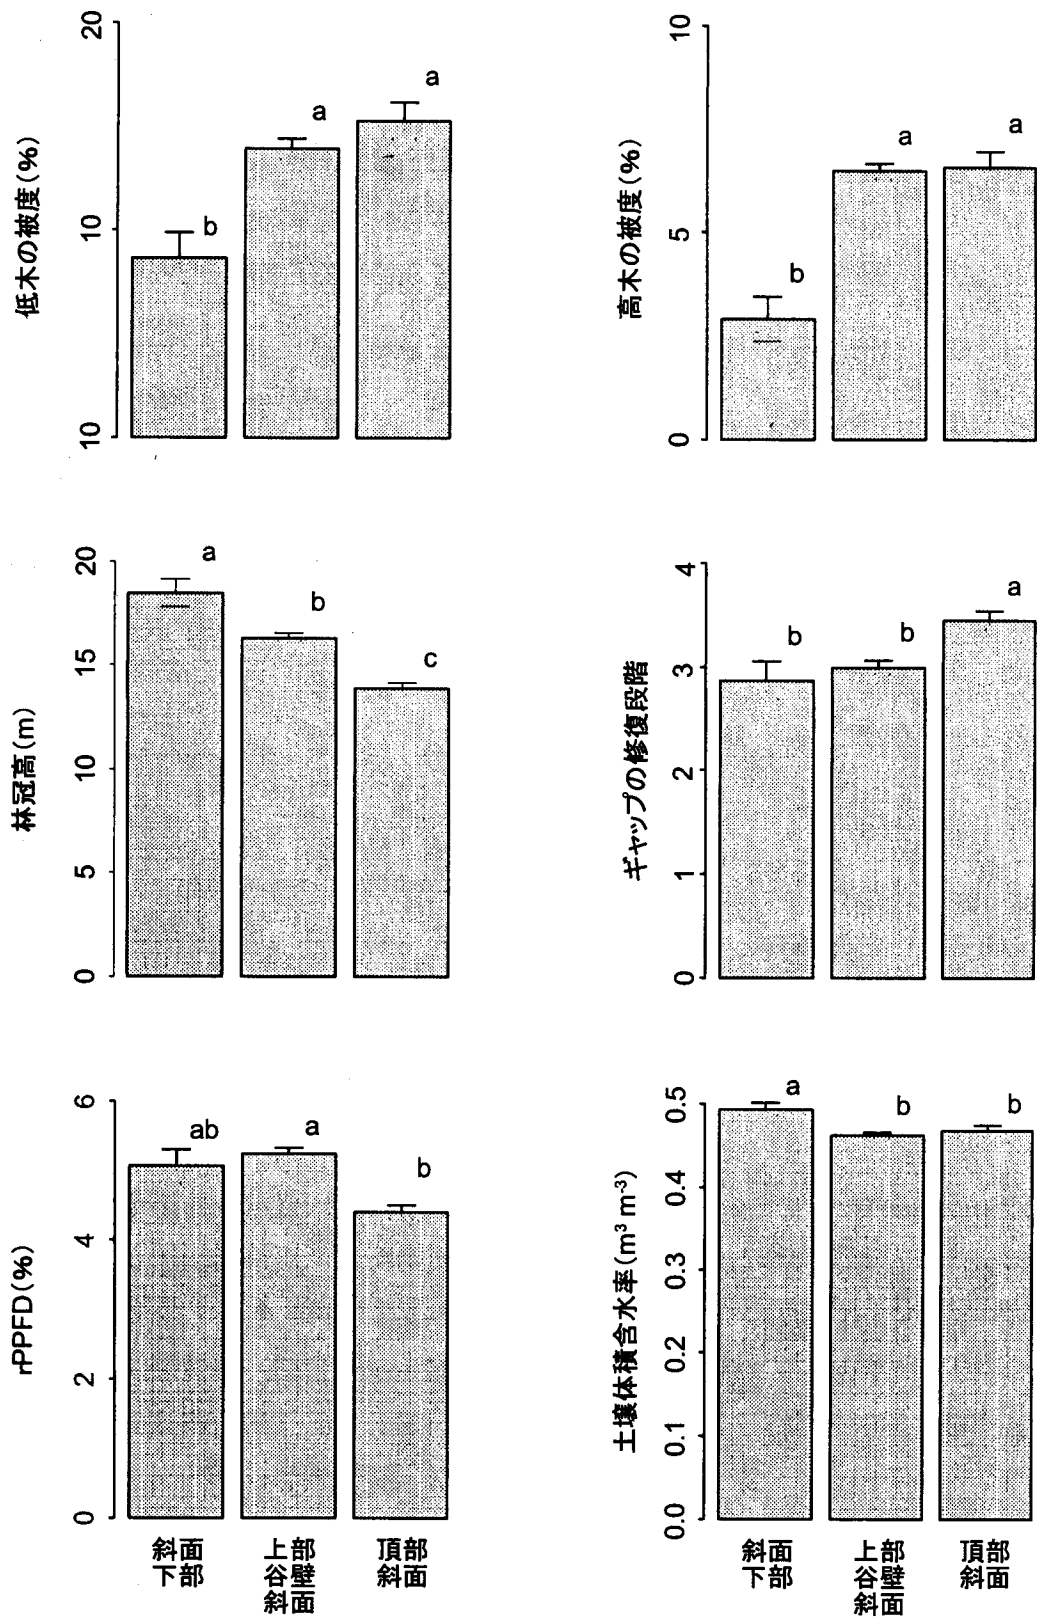 低木の被度(%)
20
10
10
b
a
a
高木の被度(%)
10
5
0
b
a
a
林冠高(m)
20
15
10
5
0
a
b
c
ギャップの修復段階
4
3
2
1
0
b
b
a
rPPFD(%)
6
4
2
0
ab
a
b
土壌体積含水率(m³ m⁻³)
0.5
0.4
0.3
0.2
0.1
0.0
a
b
b
斜面
下部
上部
谷壁
斜面
頂部
斜面
斜面
下部
上部
谷壁
斜面
頂部
斜面